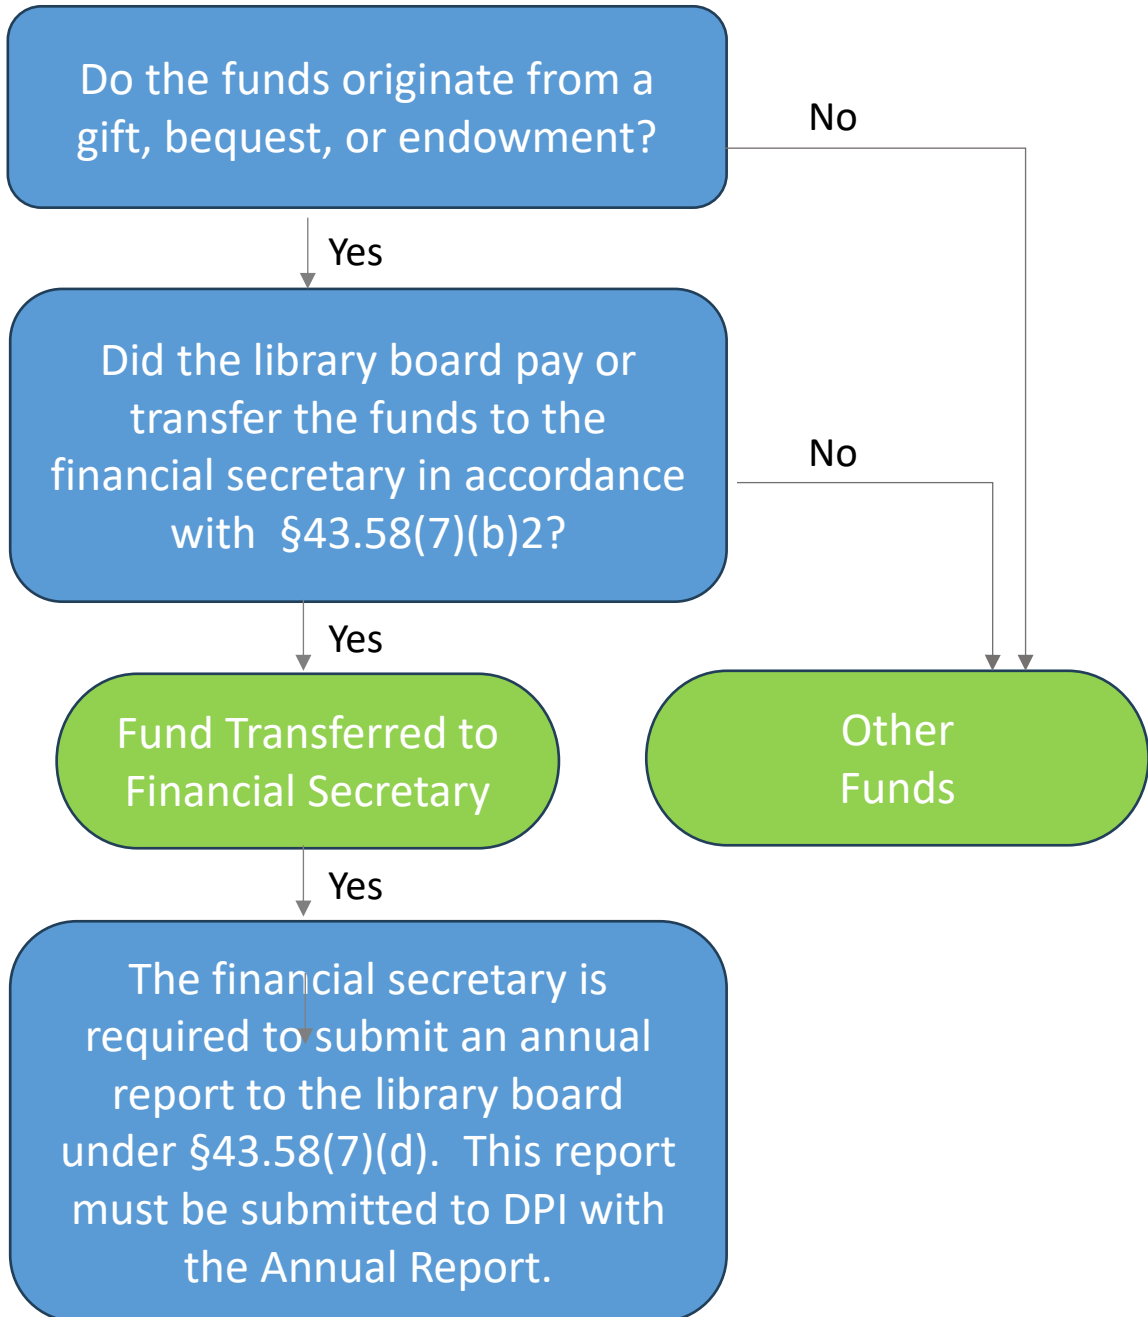 Do the funds originate from a
gift, bequest, or endowment?
No
Yes
Did the library board pay or
transfer the funds to the
financial secretary in accordance
with  §43.58(7)(b)2?
No
Yes
Fund Transferred to
Financial Secretary
Other
Funds
Yes
The financial secretary is
required to submit an annual
report to the library board
under §43.58(7)(d).  This report
must be submitted to DPI with
the Annual Report.